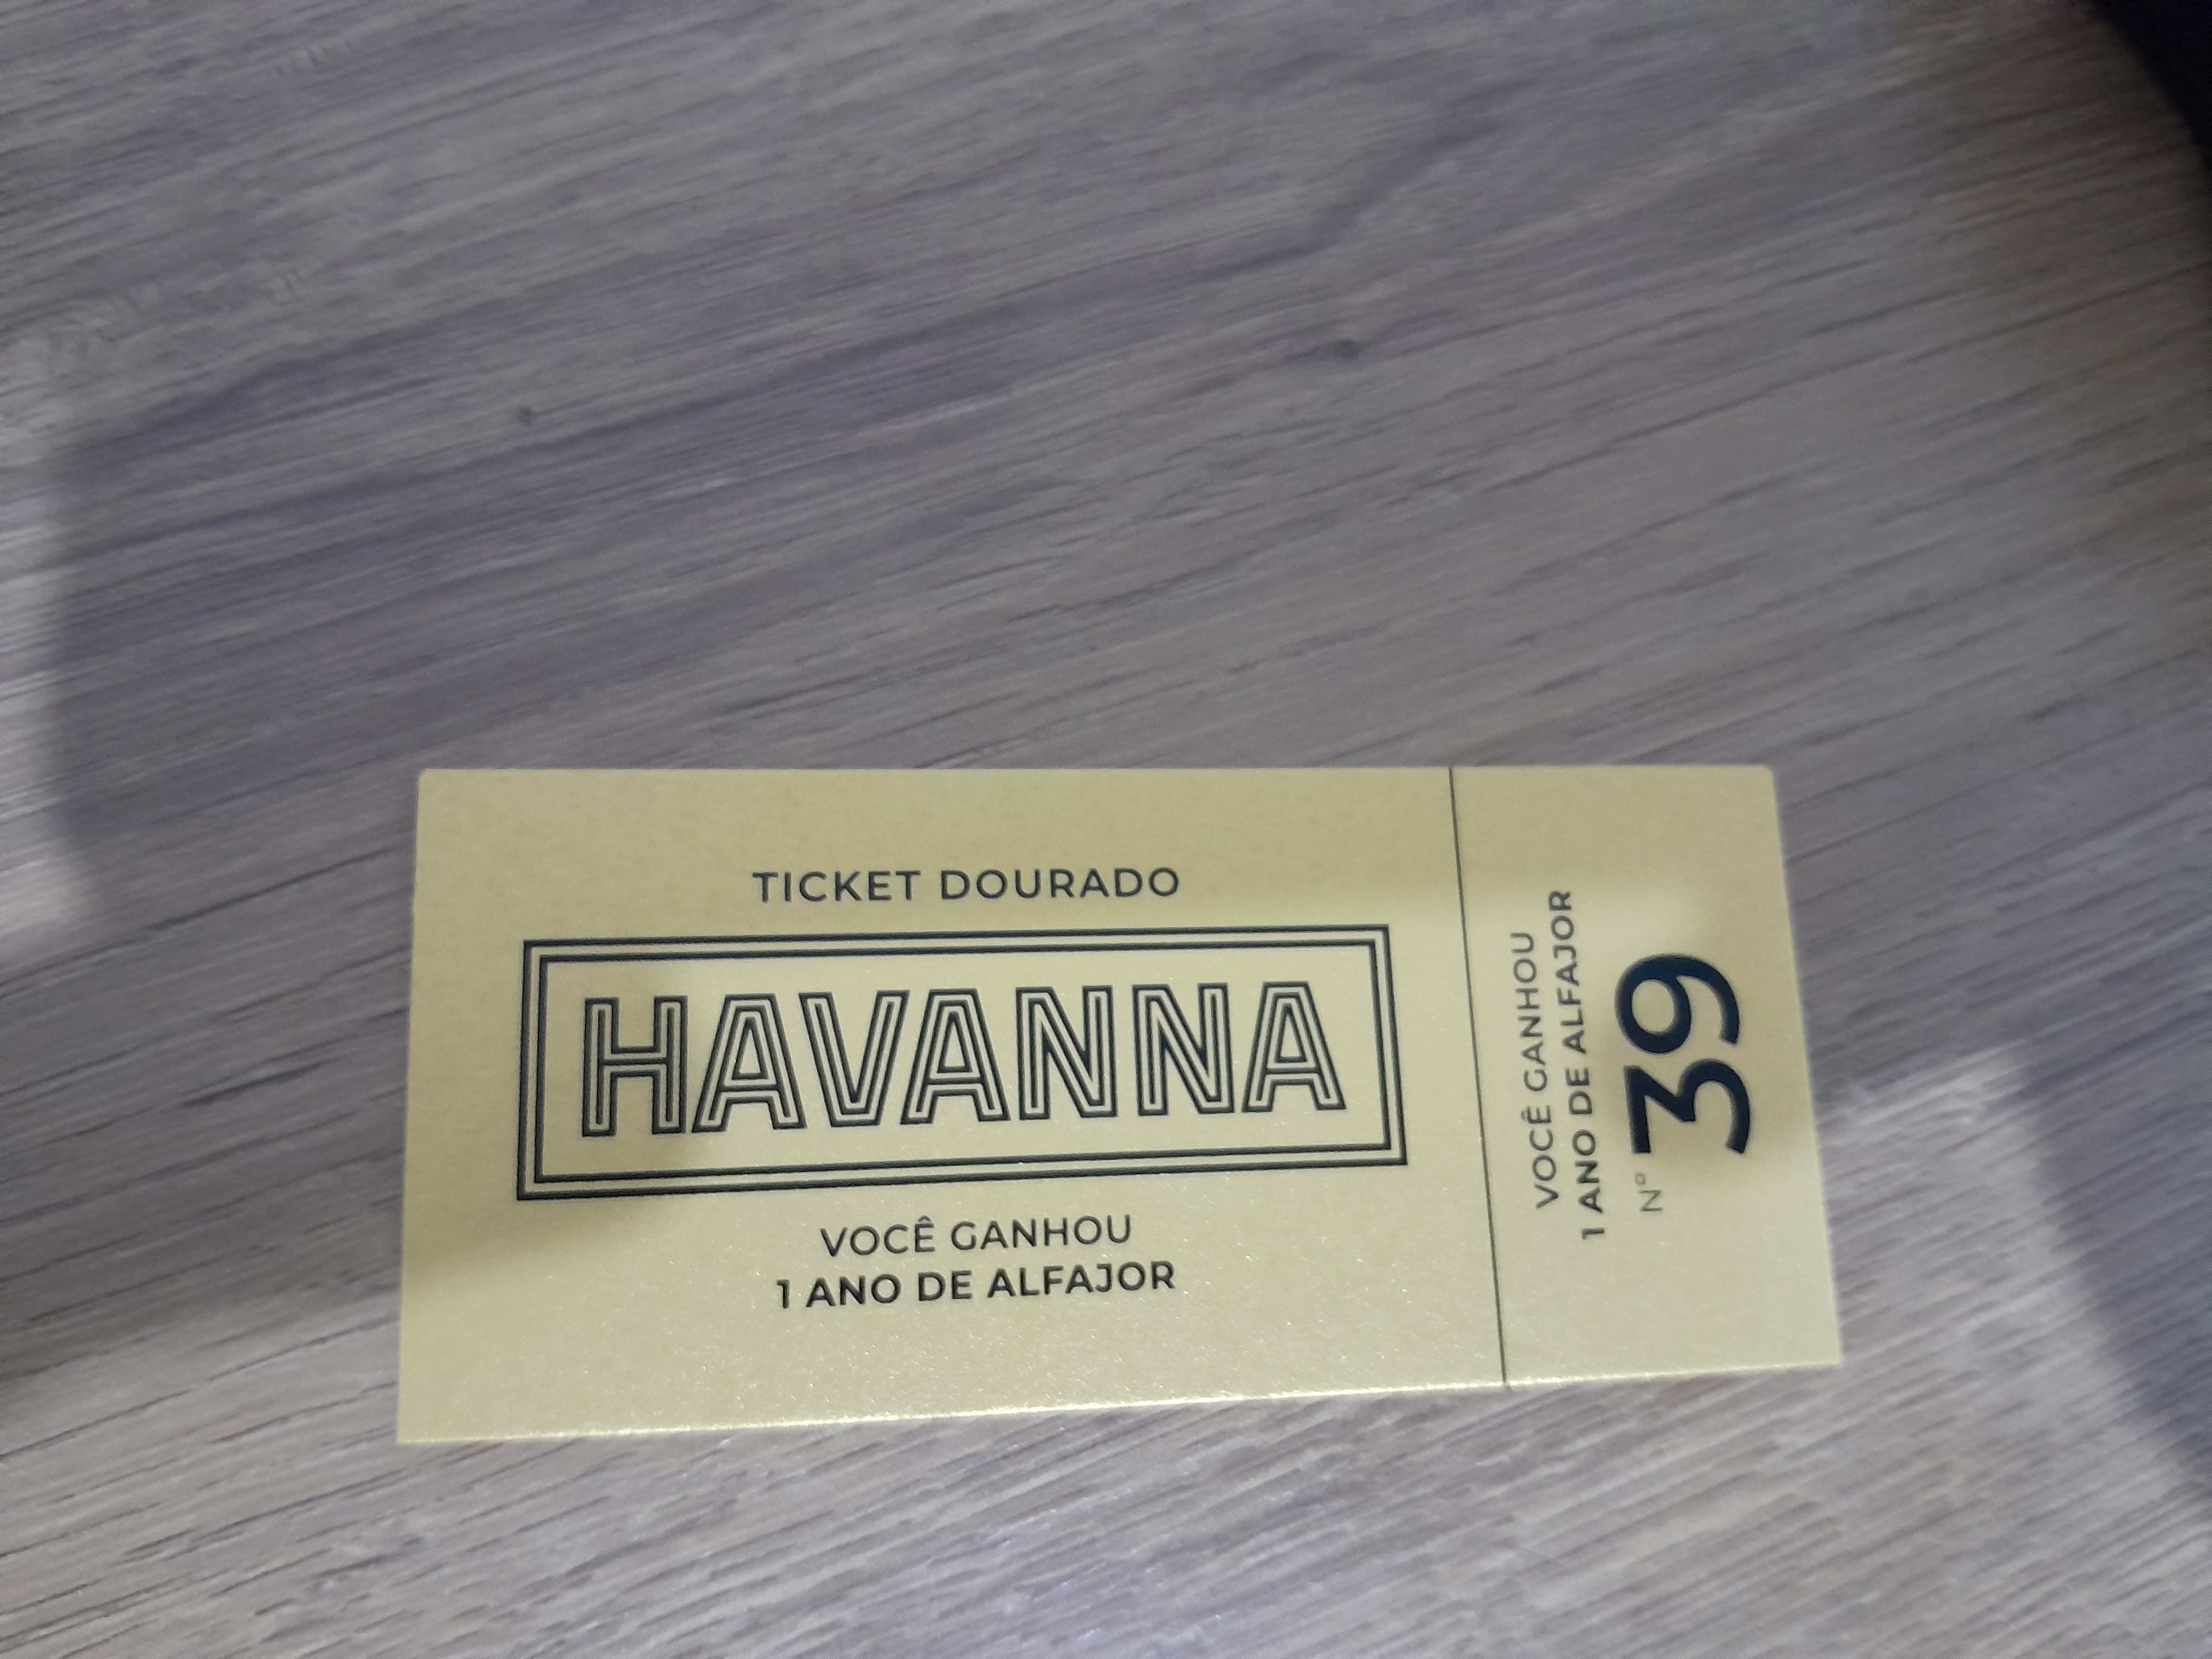 TICKET DOURADO
HAVANNA
VOCÊ GANHOU
1 ANO DE ALFAJOR
VOCÊ GANHOU
1 ANO DE ALFAJOR
Nº 39